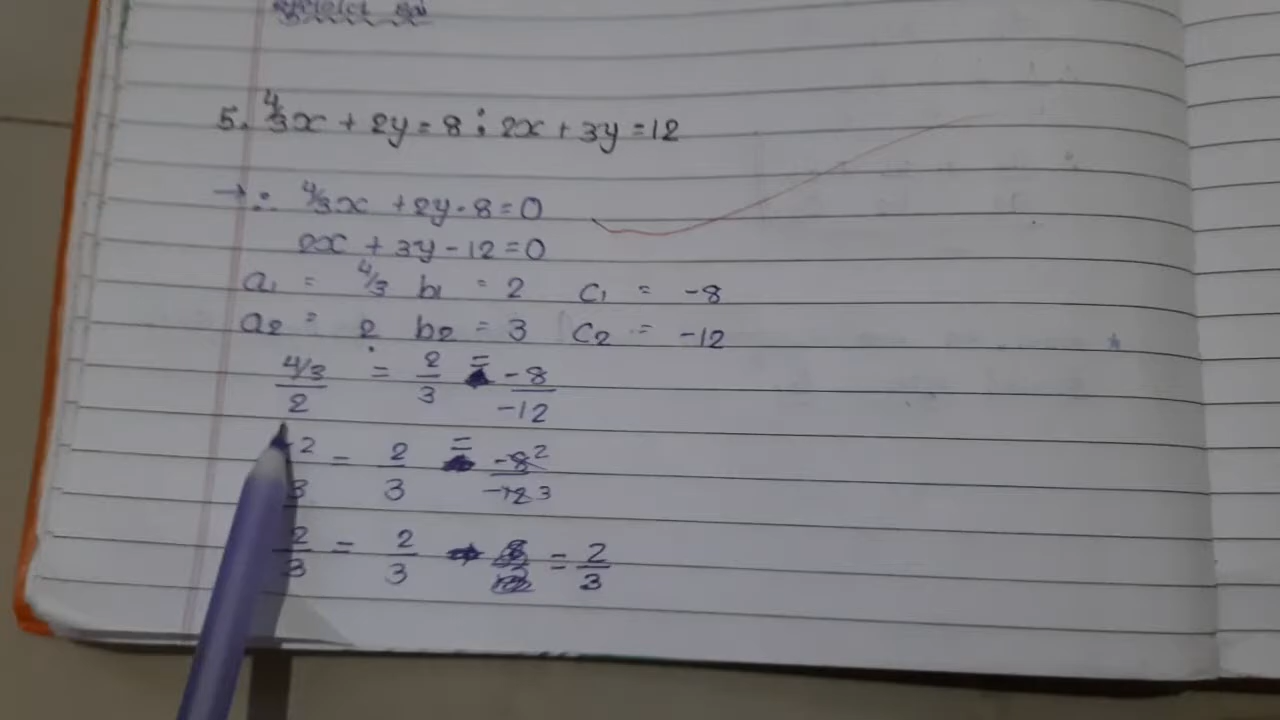 5. 4/3x + 2y = 8 ; 2x + 3y = 12
→ ∴ 4/3x + 2y - 8 = 0
2x + 3y - 12 = 0
a1 = 4/3 b1 = 2 c1 = -8
a2 = 2 b2 = 3 c2 = -12
4/3/2 = 2/3 = -8/-12
2/3 = 2/3 = -8 2/-12 3
2/3 = 2/3 = 2/3